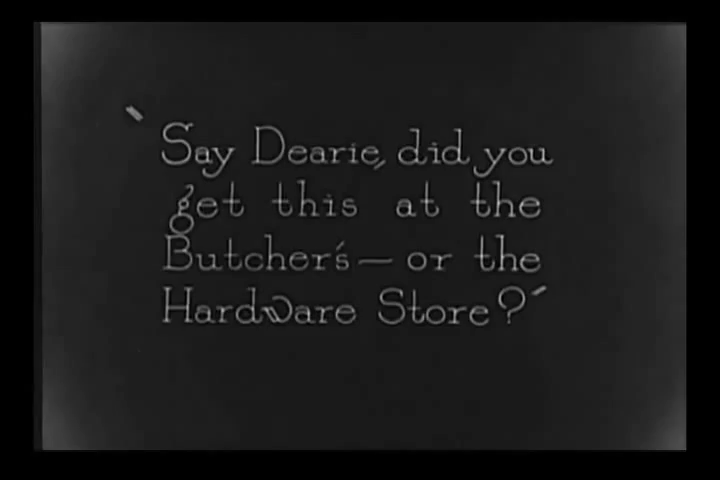 "Say Dearie, did you
get this at the
Butcher's — or the
Hardware Store?"